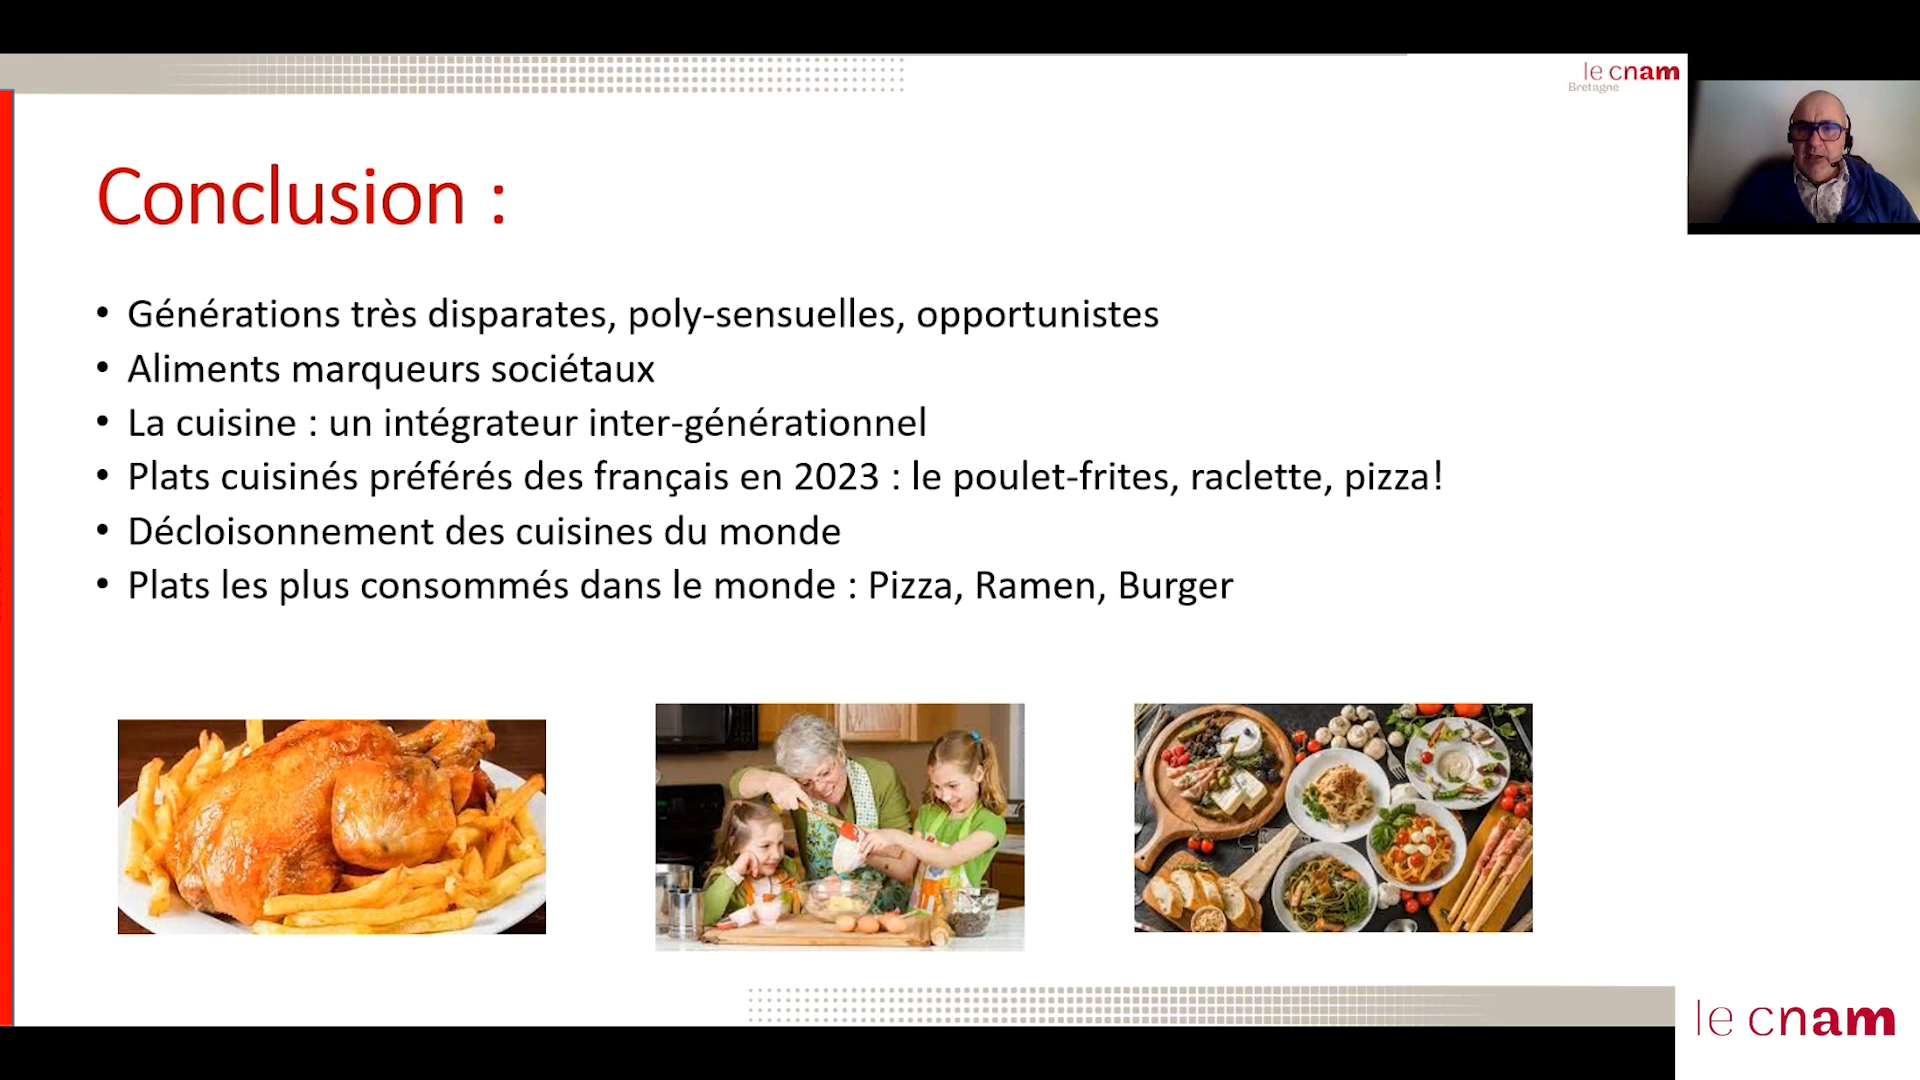 le cnam
Bretagne
Conclusion :
• Générations très disparates, poly-sensuelles, opportunistes
• Aliments marqueurs sociétaux
• La cuisine : un intégrateur inter-générationnel
• Plats cuisinés préférés des français en 2023 : le poulet-frites, raclette, pizza!
• Décloisonnement des cuisines du monde
• Plats les plus consommés dans le monde : Pizza, Ramen, Burger
le cnam